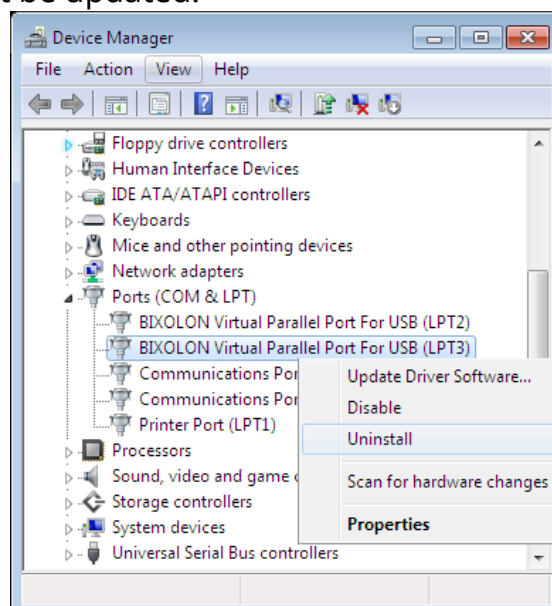 be updated.
Device Manager
File Action View Help
Floppy drive controllers
Human Interface Devices
IDE ATA/ATAPI controllers
Keyboards
Mice and other pointing devices
Network adapters
Ports (COM & LPT)
BIXOLON Virtual Parallel Port For USB (LPT2)
BIXOLON Virtual Parallel Port For USB (LPT3)
Communications Por
Communications Por
Printer Port (LPT1)
Processors
Sound, video and game
Storage controllers
System devices
Universal Serial Bus controllers
Update Driver Software...
Disable
Uninstall
Scan for hardware changes
Properties